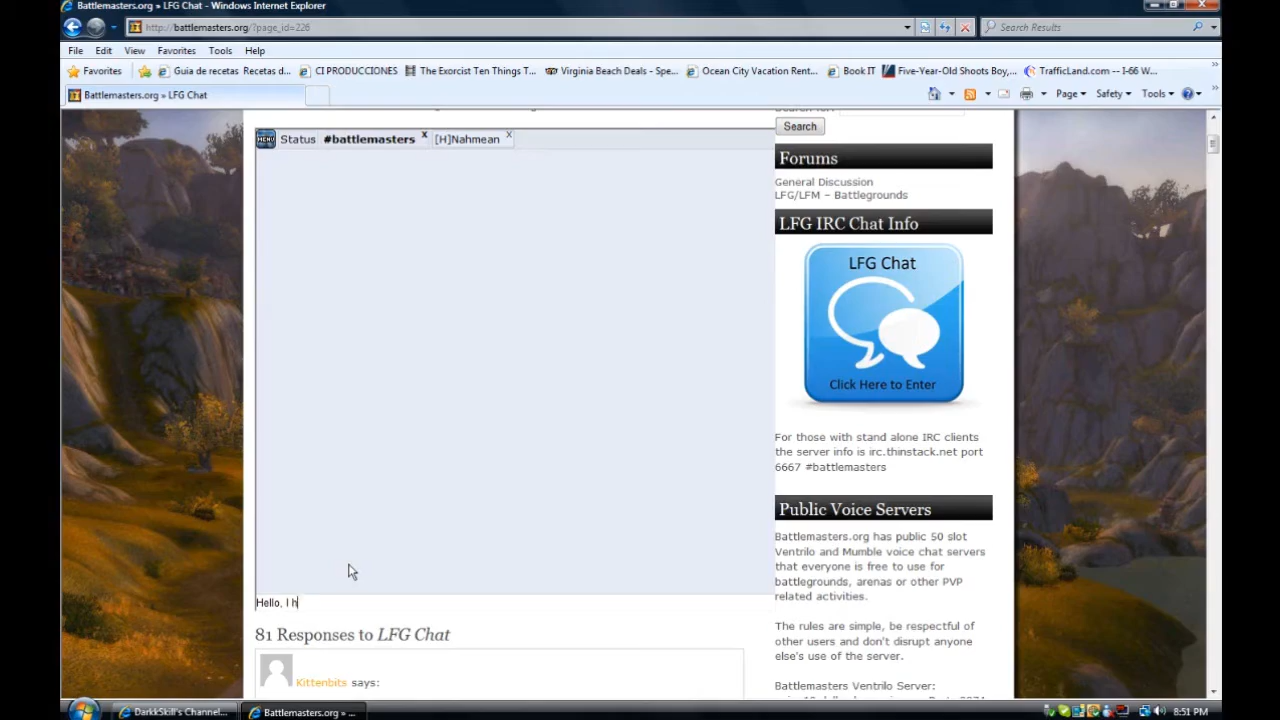 Battlemasters.org » LFG Chat - Windows Internet Explorer
http://battlemasters.org/?page_id=226
Search Results
File Edit View Favorites Tools Help
Favorites Guia de recetas Recetas d... CI PRODUCCIONES The Exorcist Ten Things T... Virginia Beach Deals - Spe... Ocean City Vacation Rent... Book IT Five-Year-Old Shoots Boy,... TrafficLand.com -- I-66 W...
Battlemasters.org » LFG Chat
Page Safety Tools
MENU Status #battlemasters x [H]Nahmean x
Hello, I h
81 Responses to LFG Chat
Kittenbits says:
Search
Forums
General Discussion
LFG/LFM – Battlegrounds
LFG IRC Chat Info
LFG Chat
Click Here to Enter
For those with stand alone IRC clients
the server info is irc.thinstack.net port
6667 #battlemasters
Public Voice Servers
Battlemasters.org has public 50 slot
Ventrilo and Mumble voice chat servers
that everyone is free to use for
battlegrounds, arenas or other PVP
related activities.
The rules are simple, be respectful of
other users and don't disrupt anyone
else's use of the server.
Battlemasters Ventrilo Server:
DarkkSkill's Channel... Battlemasters.org » ... 8:51 PM